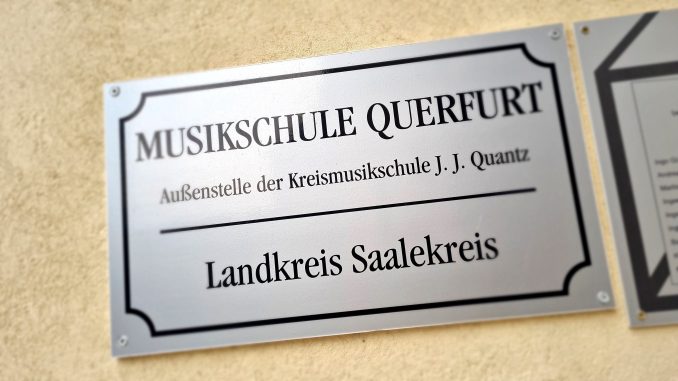 MUSIKSCHULE QUERFURT
Außenstelle der Kreismusikschule J. J. Quantz
Landkreis Saalekreis